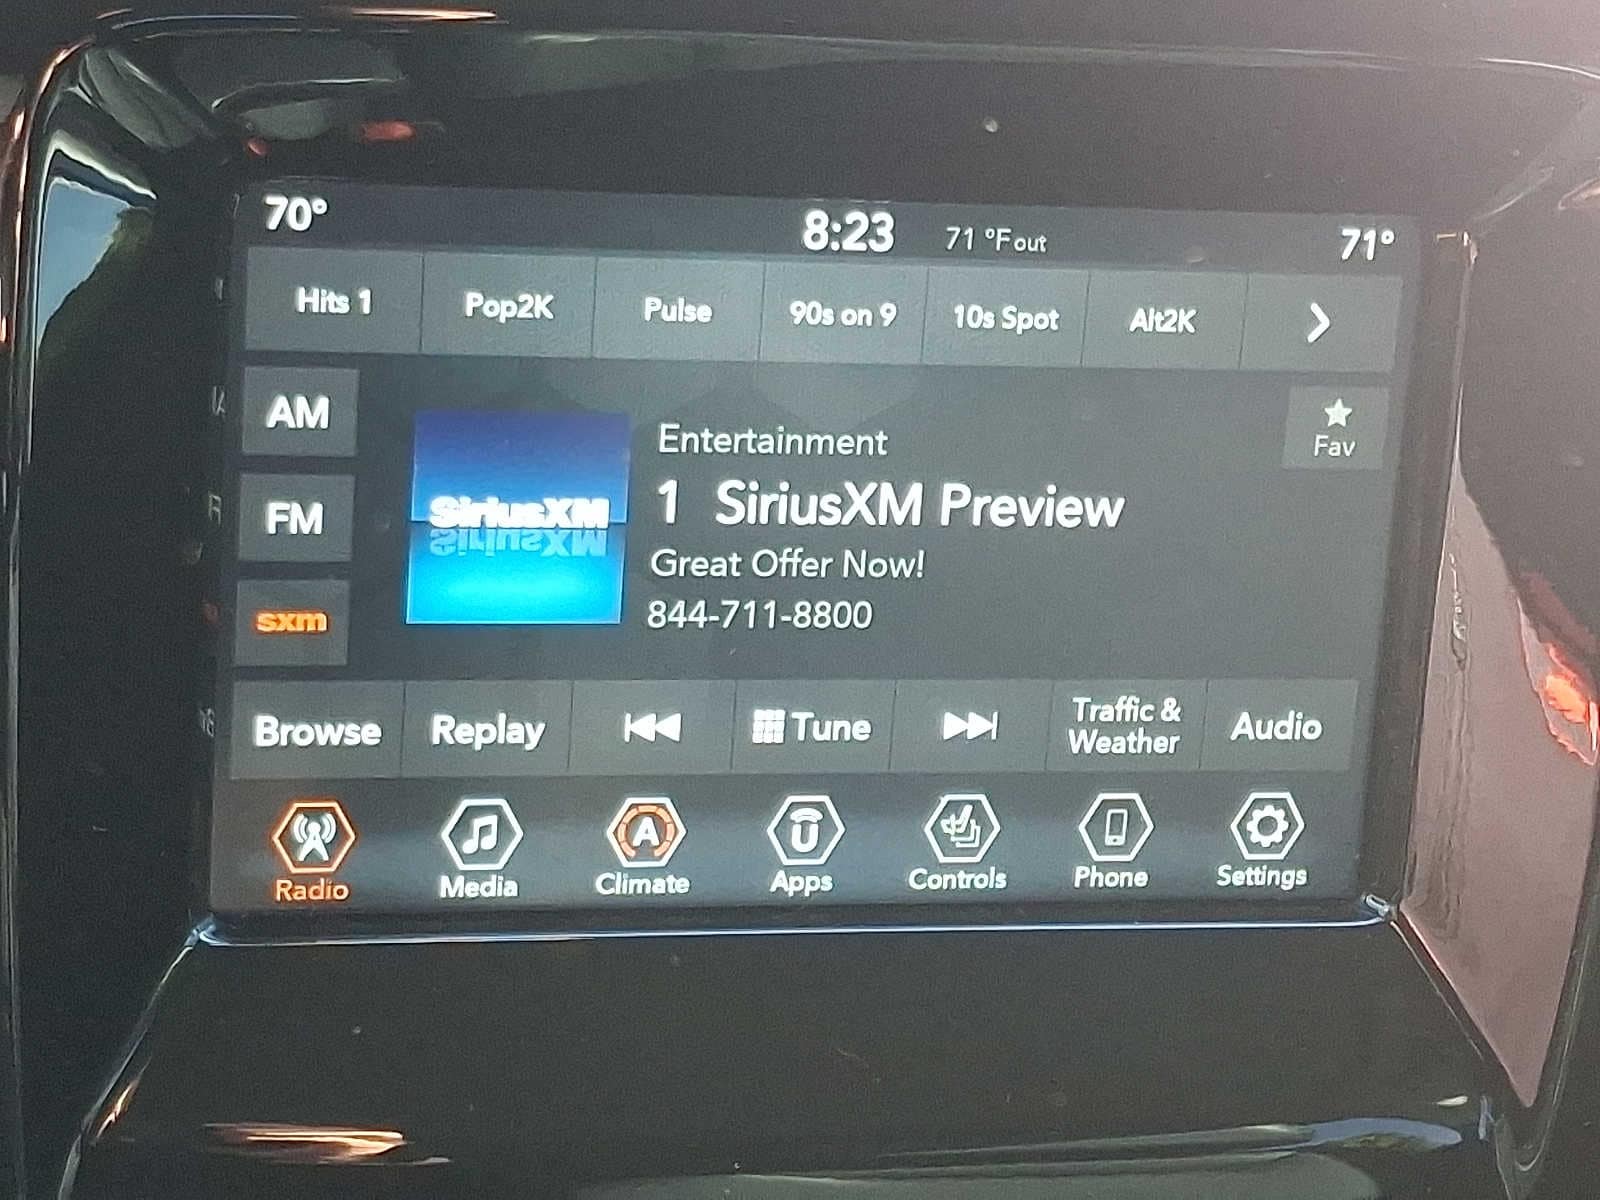 70° 8:23 71 °F out 71°
Hits 1 Pop2K Pulse 90s on 9 10s Spot Alt2K
AM
Fav
Entertainment
SiriusXM
1 SiriusXM Preview
FM
Great Offer Now!
844-711-8800
sxm
Browse Replay Tune Traffic & Weather Audio
A U
Radio Media Climate Apps Controls Phone Settings